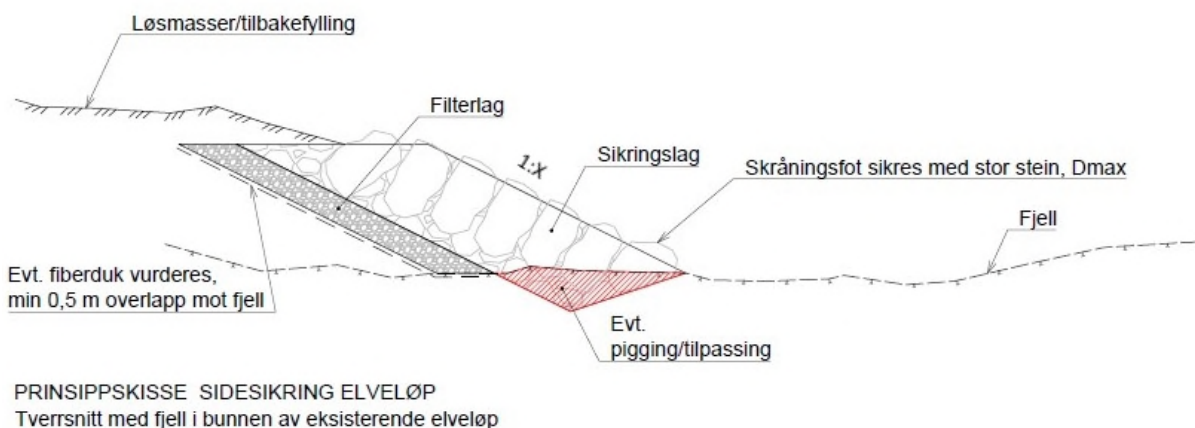 Løsmasser/tilbakefylling
Filterlag
1:X
Sikringslag
Skråningsfot sikres med stor stein, Dmax
Fjell
Evt. fiberduk vurderes,
min 0,5 m overlapp mot fjell
Evt.
pigging/tilpassing
PRINSIPPSKISSE SIDESIKRING ELVELØP
Tverrsnitt med fjell i bunnen av eksisterende elveløp